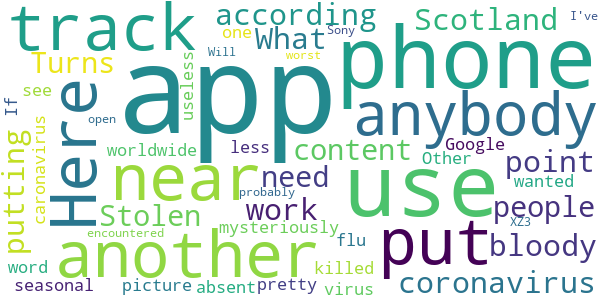 track
app
phone
according
Scotland
I've
What
Sony
one
Turns
Will
worst
useless
see
If
Here
open
anybody
coronavirus
worldwide
less
content
Google
Other
point
near
need
use
wanted
putting
Stolen
probably
work
people
XZ3
put
mysteriously
another
encountered
flu
bloody
word
killed
seasonal
picture
absent
pretty
virus
coronavirus